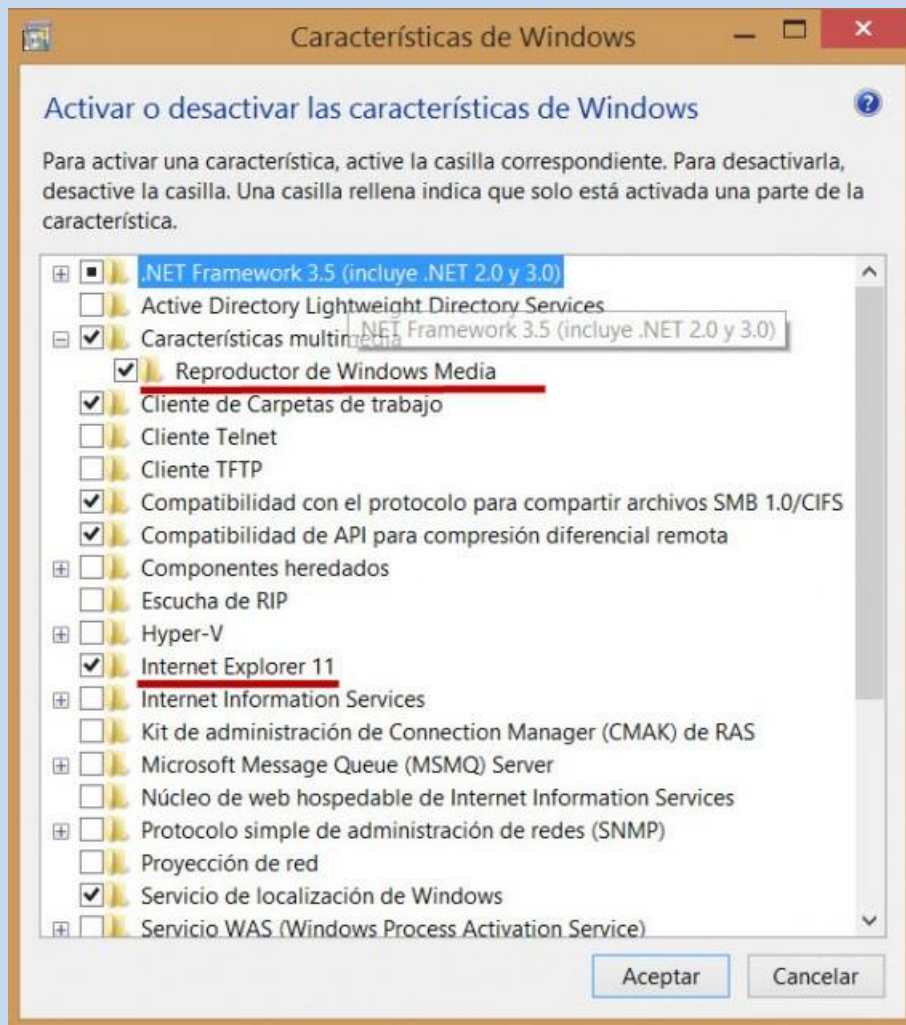 Características de Windows
Activar o desactivar las características de Windows
Para activar una característica, active la casilla correspondiente. Para desactivarla,
desactive la casilla. Una casilla rellena indica que solo está activada una parte de la
característica.
.NET Framework 3.5 (incluye .NET 2.0 y 3.0)
Active Directory Lightweight Directory Services
Características multimedia
.NET Framework 3.5 (incluye .NET 2.0 y 3.0)
Reproductor de Windows Media
Cliente de Carpetas de trabajo
Cliente Telnet
Cliente TFTP
Compatibilidad con el protocolo para compartir archivos SMB 1.0/CIFS
Compatibilidad de API para compresión diferencial remota
Componentes heredados
Escucha de RIP
Hyper-V
Internet Explorer 11
Internet Information Services
Kit de administración de Connection Manager (CMAK) de RAS
Microsoft Message Queue (MSMQ) Server
Núcleo de web hospedable de Internet Information Services
Protocolo simple de administración de redes (SNMP)
Proyección de red
Servicio de localización de Windows
Servicio WAS (Windows Process Activation Service)
Aceptar
Cancelar